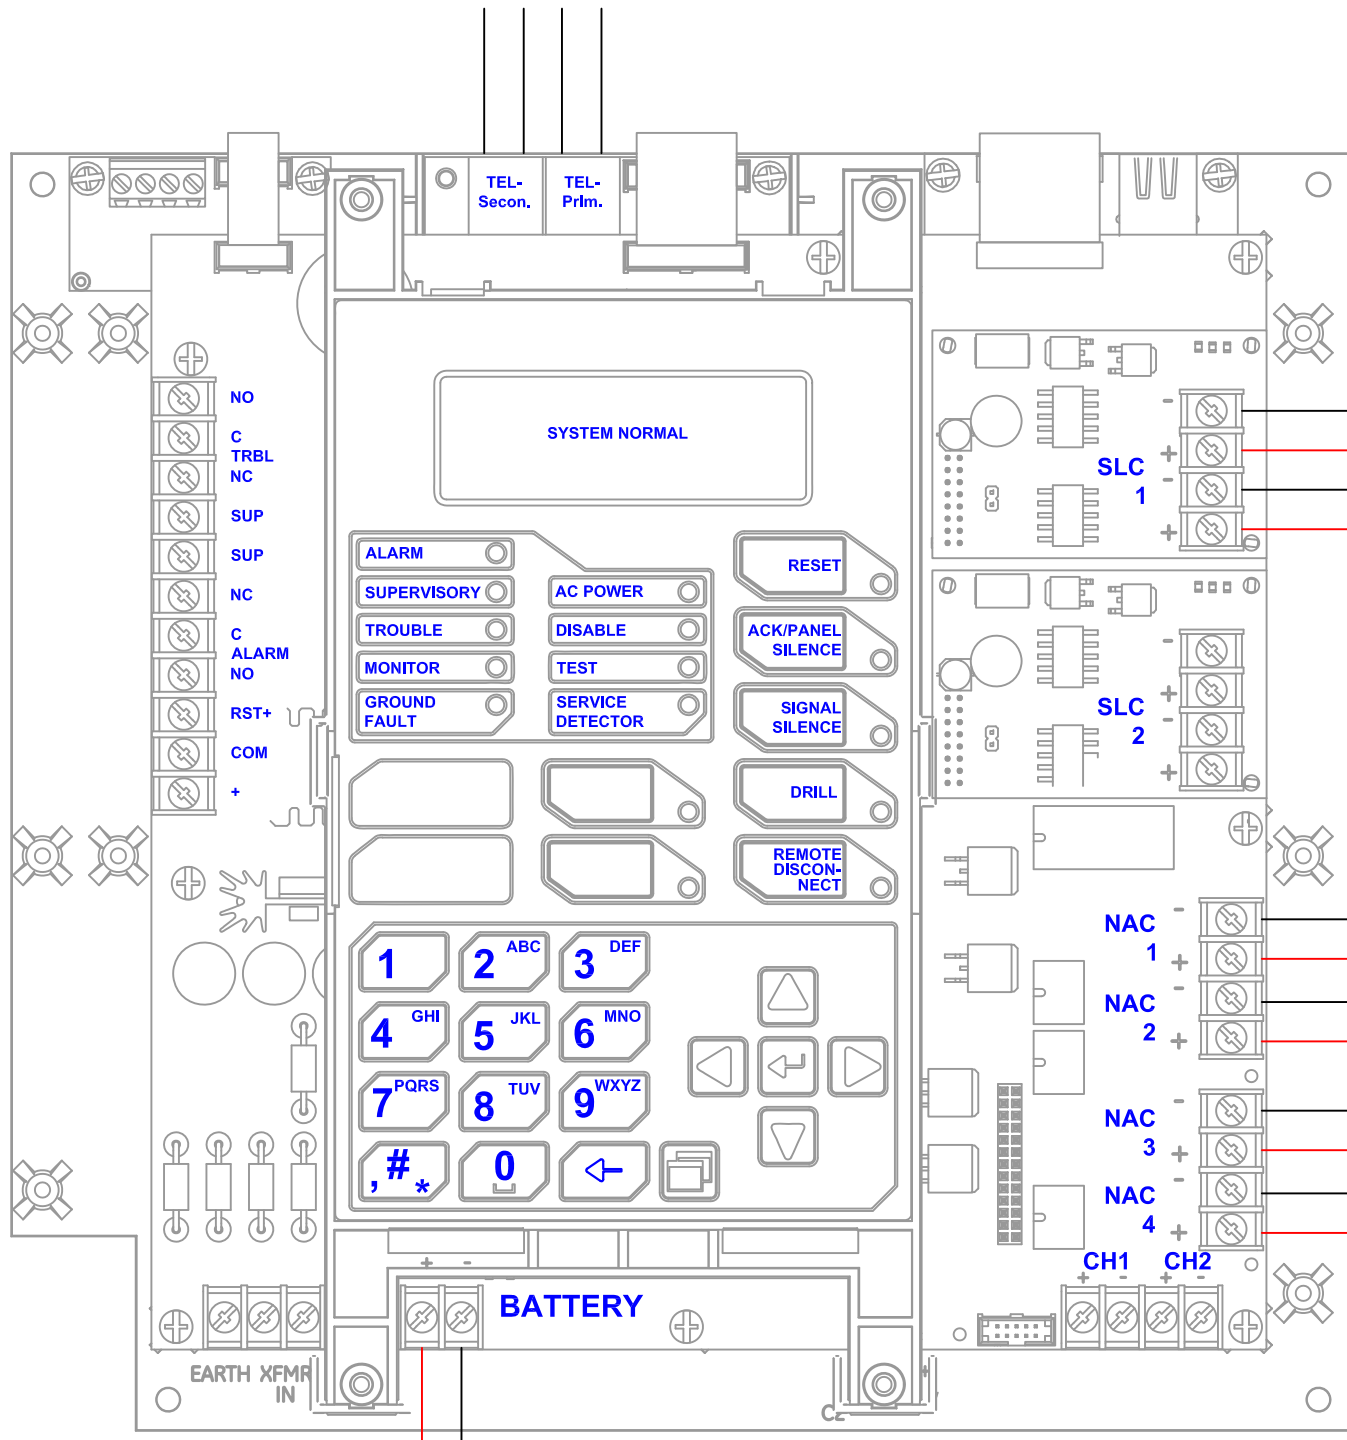 TEL-
Secon.
TEL-
PrIm.
NO
C
TRBL
NC
SUP
SUP
NC
C
ALARM
NO
RST+
COM
+
SYSTEM NORMAL
ALARM
SUPERVISORY
TROUBLE
MONITOR
GROUND
FAULT
AC POWER
DISABLE
TEST
SERVICE
DETECTOR
RESET
ACK/PANEL
SILENCE
SIGNAL
SILENCE
DRILL
REMOTE
DISCON-
NECT
1
2 ABC
3 DEF
4 GHI
5 JKL
6 MNO
7 PQRS
8 TUV
9 WXYZ
,#*
0
SLC
1
-
+
-
+
SLC
2
-
+
-
+
NAC
1
-
+
NAC
2
-
+
NAC
3
-
+
NAC
4
-
+
CH1 CH2
+ - + -
+ -
BATTERY
EARTH XFMR
IN